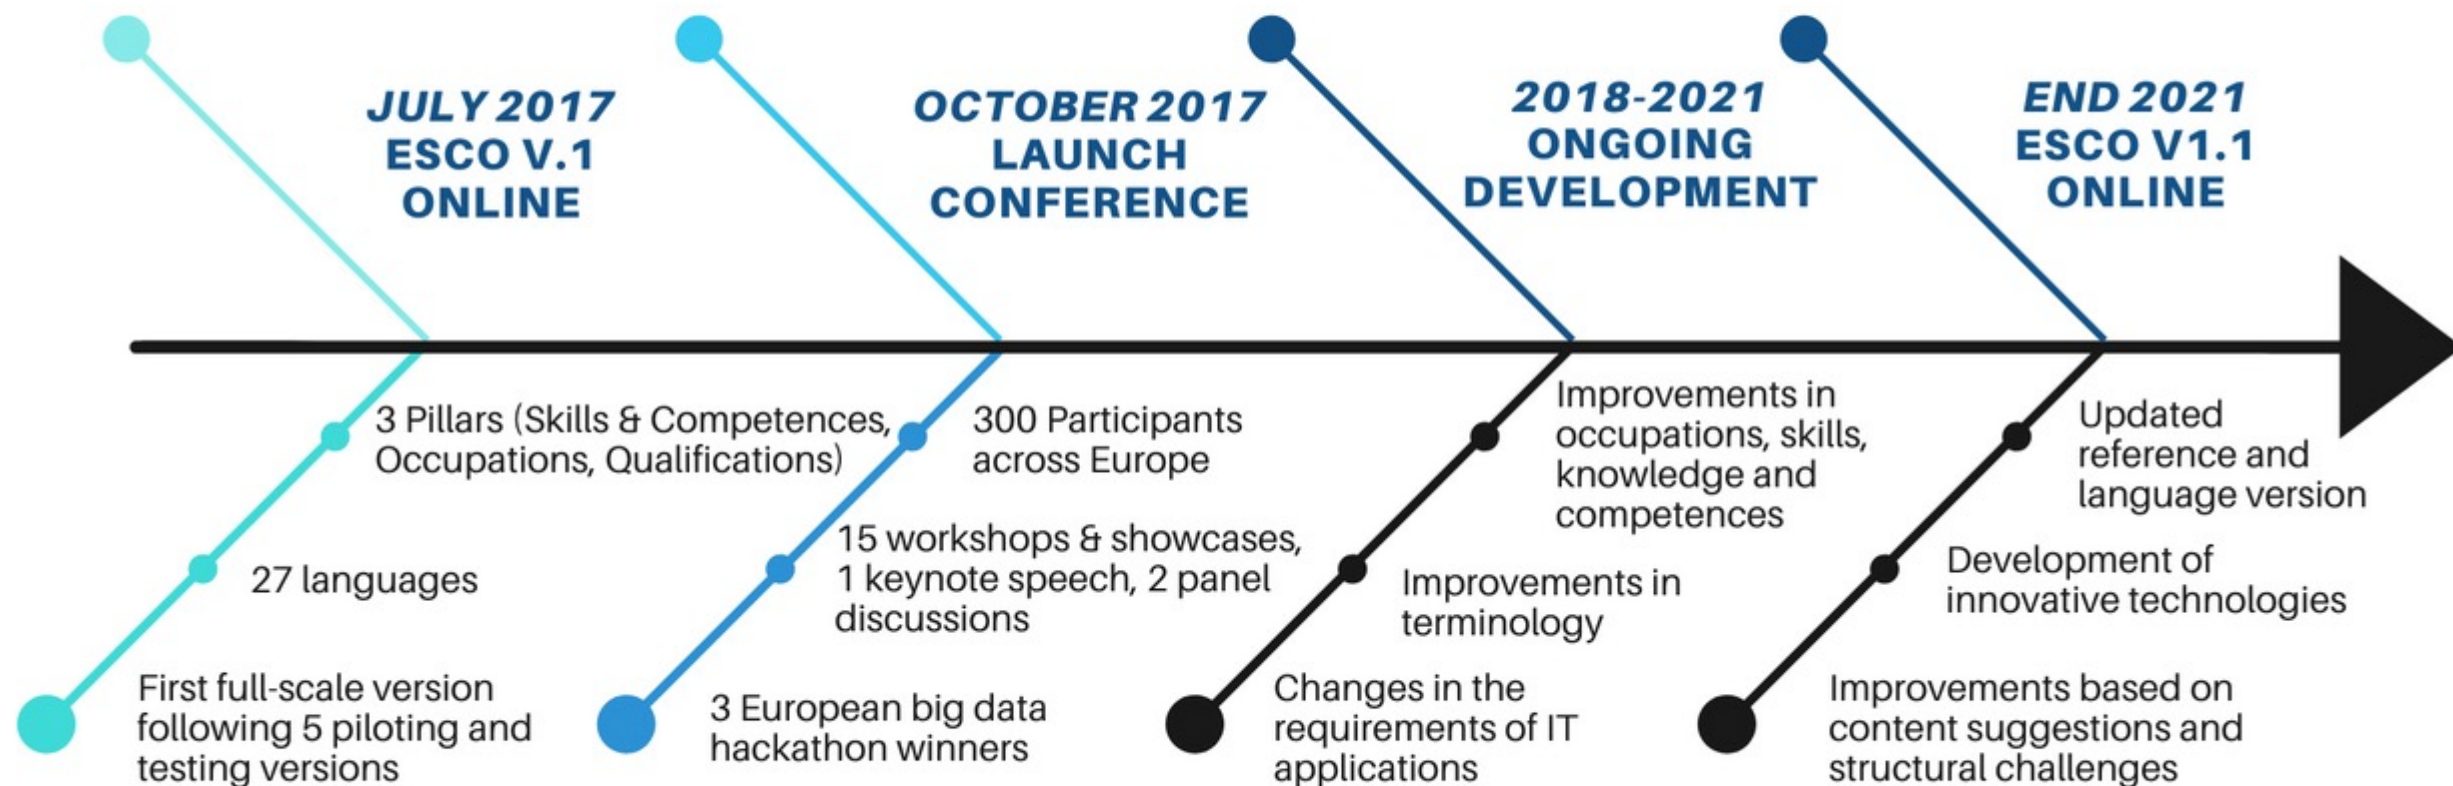 JULY 2017
ESCO V.1
ONLINE
OCTOBER 2017
LAUNCH
CONFERENCE
2018-2021
ONGOING
DEVELOPMENT
END 2021
ESCO V1.1
ONLINE
3 Pillars (Skills & Competences,
Occupations, Qualifications)
27 languages
First full-scale version
following 5 piloting and
testing versions
300 Participants
across Europe
15 workshops & showcases,
1 keynote speech, 2 panel
discussions
3 European big data
hackathon winners
Improvements in
occupations, skills,
knowledge and
competences
Improvements in
terminology
Changes in the
requirements of IT
applications
Updated
reference and
language version
Development of
innovative technologies
Improvements based on
content suggestions and
structural challenges